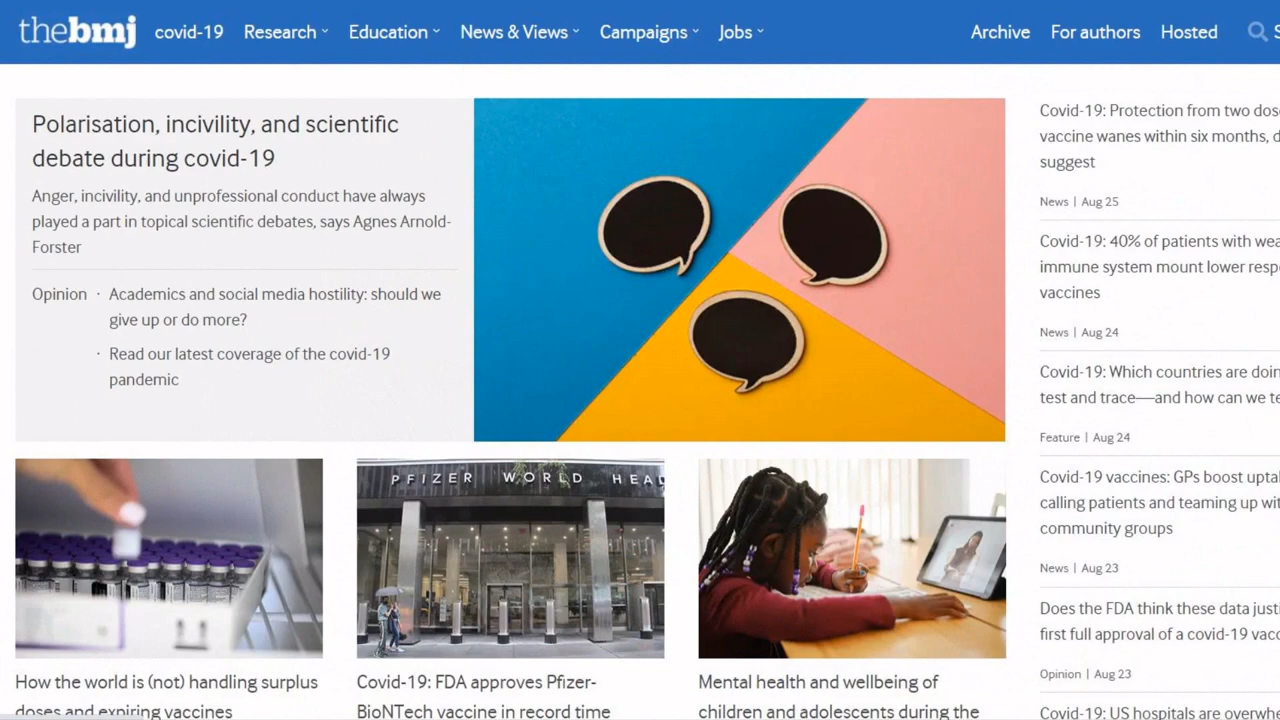 thebmj covid-19 Research Education News & Views Campaigns Jobs Archive For authors Hosted
Polarisation, incivility, and scientific
debate during covid-19
Anger, incivility, and unprofessional conduct have always
played a part in topical scientific debates, says Agnes Arnold-
Forster
Opinion · Academics and social media hostility: should we
give up or do more?
· Read our latest coverage of the covid-19
pandemic
PFIZER WORLD HEA
How the world is (not) handling surplus
doses and expiring vaccines
Covid-19: FDA approves Pfizer-
BioNTech vaccine in record time
Mental health and wellbeing of
children and adolescents during the
Covid-19: Protection from two dos
vaccine wanes within six months, d
suggest
News | Aug 25
Covid-19: 40% of patients with wea
immune system mount lower resp
vaccines
News | Aug 24
Covid-19: Which countries are doin
test and trace—and how can we te
Feature | Aug 24
Covid-19 vaccines: GPs boost upta
calling patients and teaming up wi
community groups
News | Aug 23
Does the FDA think these data justi
first full approval of a covid-19 vacc
Opinion | Aug 23
Covid-19: US hospitals are overwhe